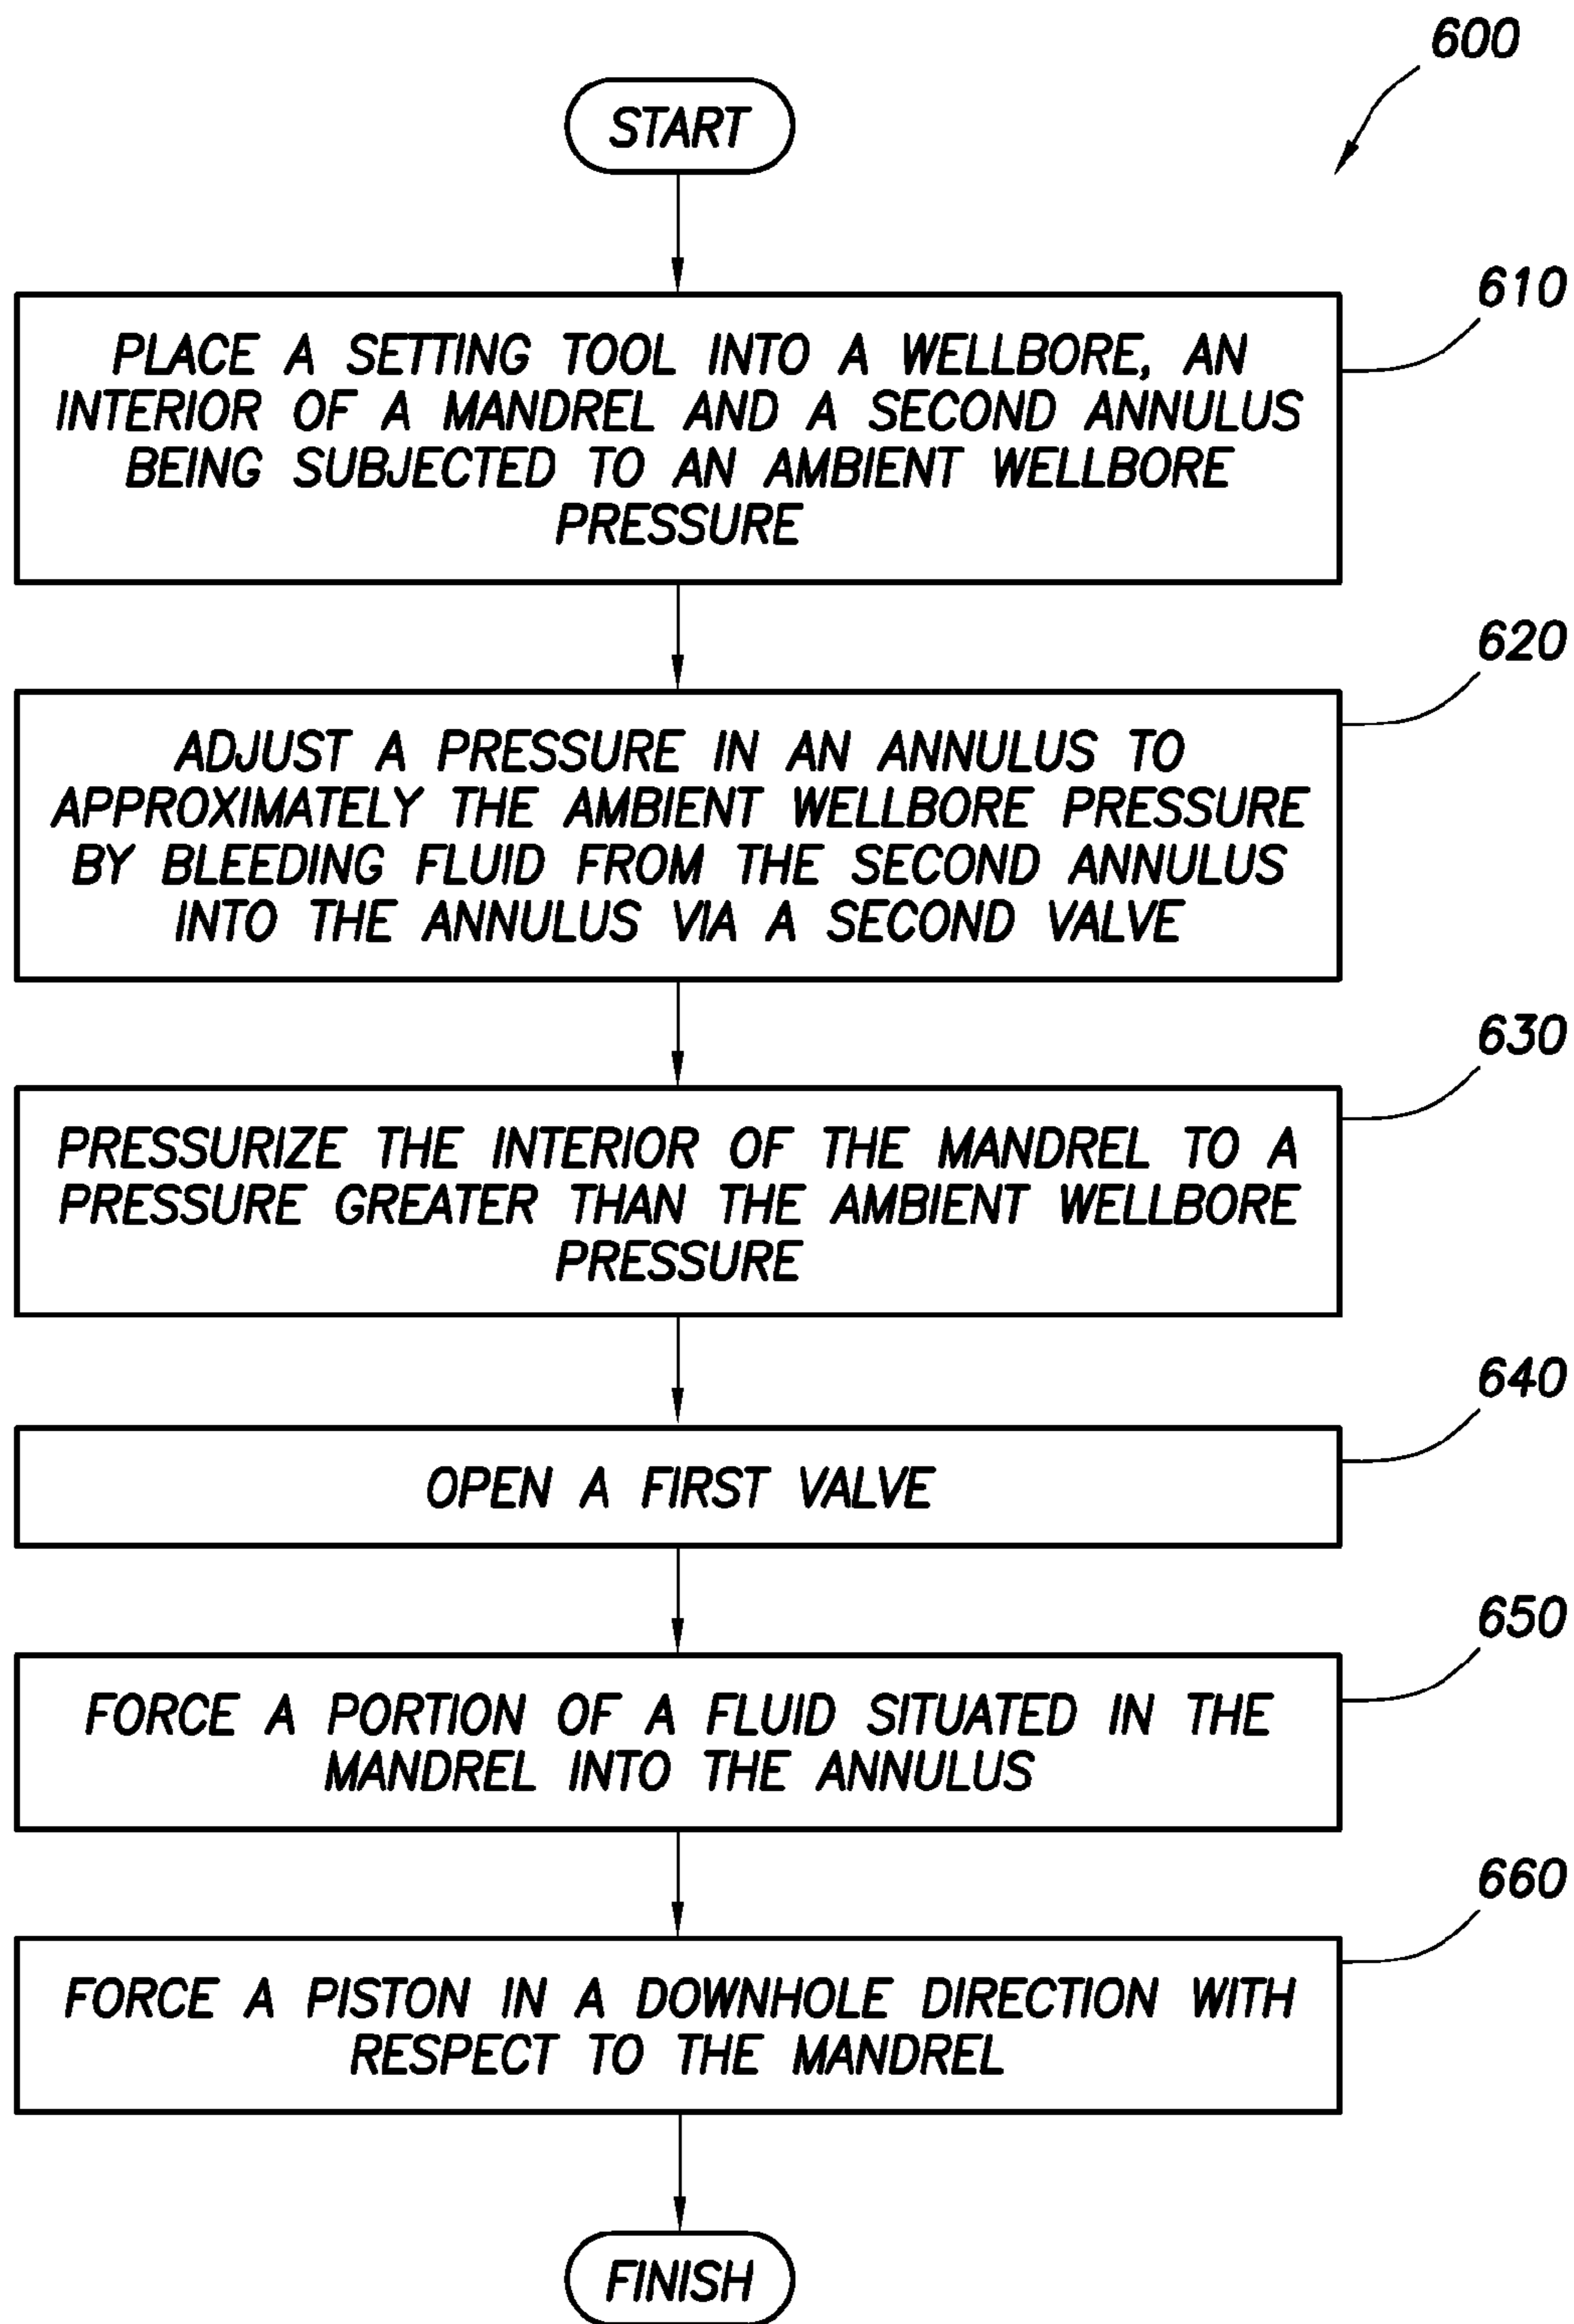 600
START
610
PLACE A SETTING TOOL INTO A WELLBORE, AN
INTERIOR OF A MANDREL AND A SECOND ANNULUS
BEING SUBJECTED TO AN AMBIENT WELLBORE
PRESSURE
620
ADJUST A PRESSURE IN AN ANNULUS TO
APPROXIMATELY THE AMBIENT WELLBORE PRESSURE
BY BLEEDING FLUID FROM THE SECOND ANNULUS
INTO THE ANNULUS VIA A SECOND VALVE
630
PRESSURIZE THE INTERIOR OF THE MANDREL TO A
PRESSURE GREATER THAN THE AMBIENT WELLBORE
PRESSURE
640
OPEN A FIRST VALVE
650
FORCE A PORTION OF A FLUID SITUATED IN THE
MANDREL INTO THE ANNULUS
660
FORCE A PISTON IN A DOWNHOLE DIRECTION WITH
RESPECT TO THE MANDREL
FINISH